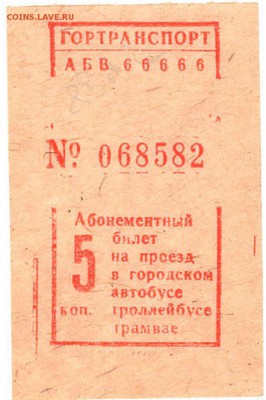 COINS.LAVE.RU
ГОРТРАНСПОРТ
АБВ 66666
№ 068582
Абонементный
5 билет
на проезд
в городском
автобусе
коп. троллейбусе
трамвае